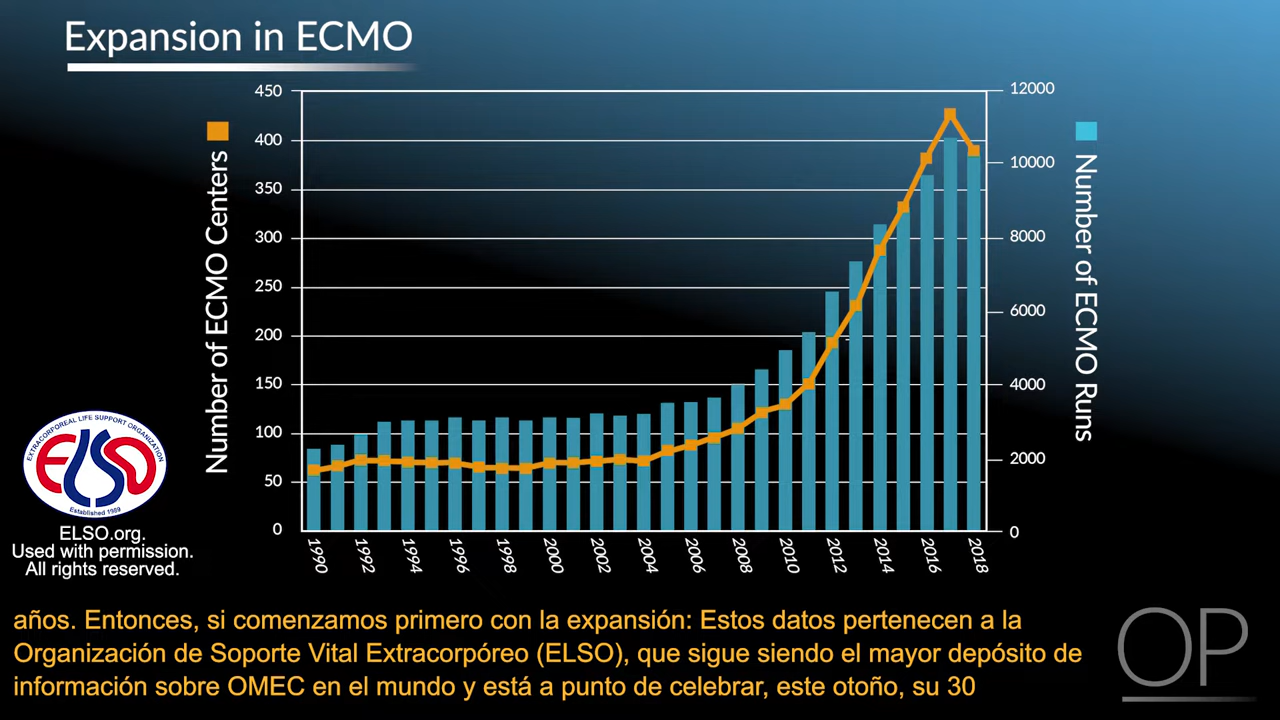 Expansion in ECMO
Number of ECMO Centers
450
400
350
300
250
200
150
100
50
0
12000
10000
8000
6000
4000
2000
0
Number of ECMO Runs
1990
1992
1994
1996
1998
2000
2002
2004
2006
2008
2010
2012
2014
2016
2018
EXTRACORPOREAL LIFE SUPPORT ORGANIZATION
ELSO
Established 1989
ELSO.org.
Used with permission.
All rights reserved.
años. Entonces, si comenzamos primero con la expansión: Estos datos pertenecen a la
Organización de Soporte Vital Extracorpóreo (ELSO), que sigue siendo el mayor depósito de
información sobre OMEC en el mundo y está a punto de celebrar, este otoño, su 30
OP